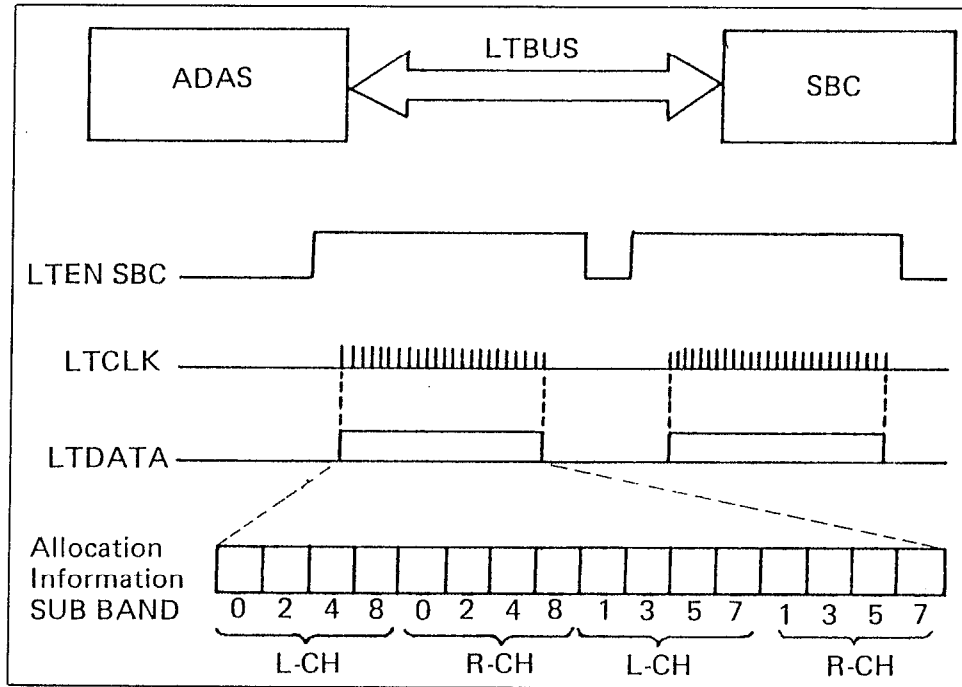 ADAS
LTBUS
SBC
LTEN SBC
LTCLK
LTDATA
Allocation
Information
SUB BAND 0 2 4 8 0 2 4 8 1 3 5 7 1 3 5 7
L-CH R-CH L-CH R-CH